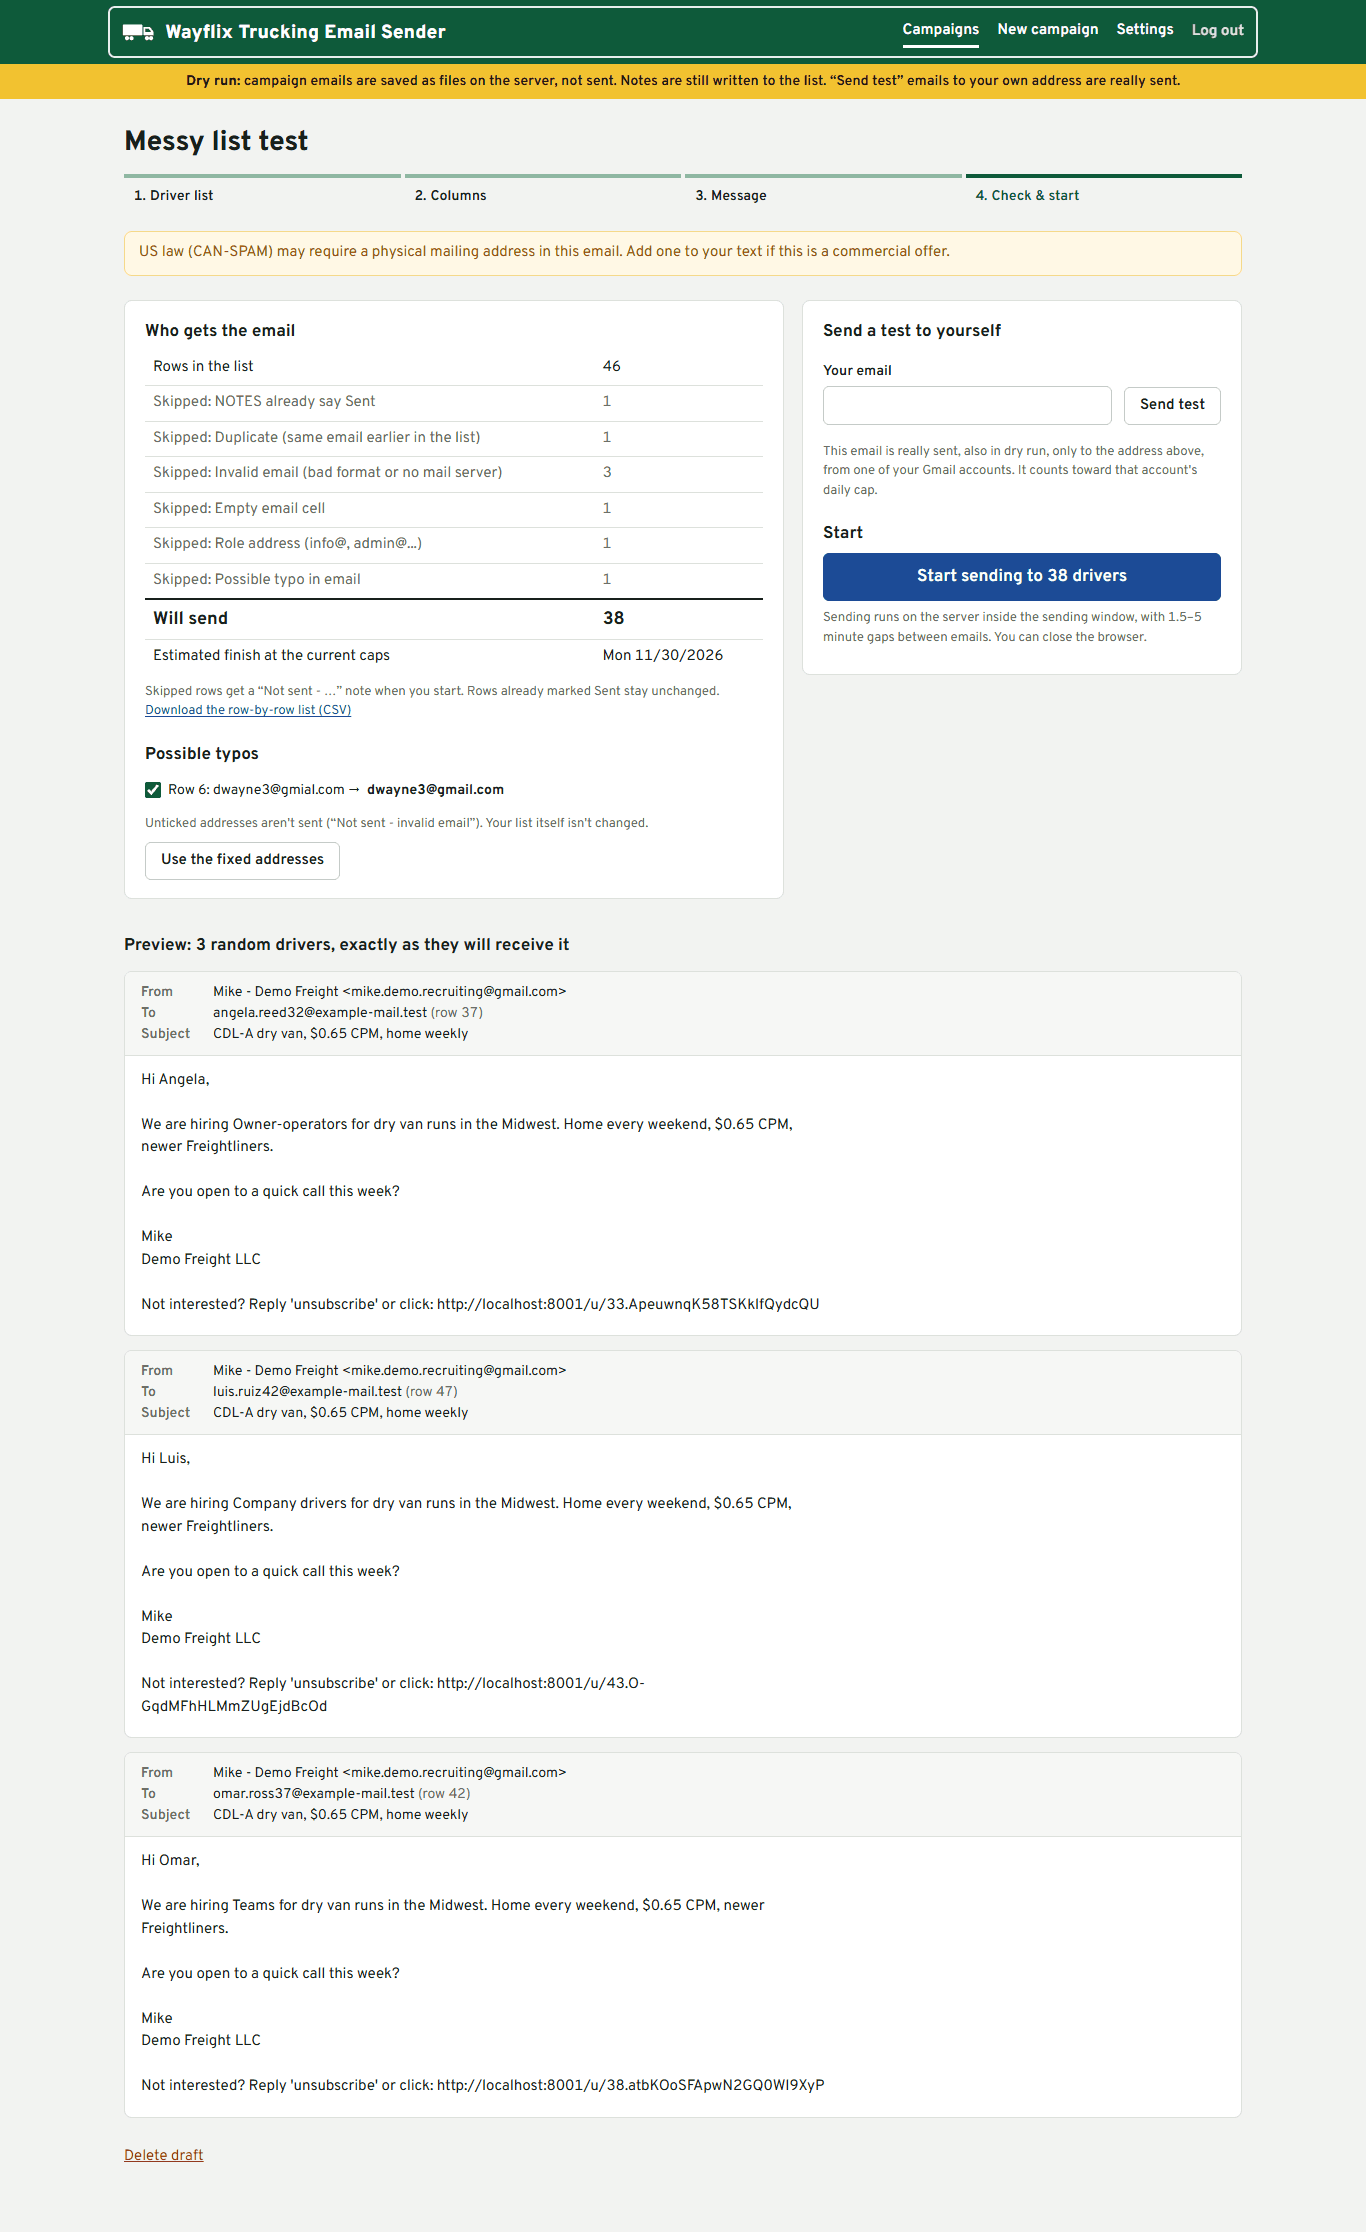 Wayflix Trucking Email Sender
Campaigns
New campaign
Settings
Log out
Dry run: campaign emails are saved as files on the server, not sent. Notes are still written to the list. “Send test” emails to your own address are really sent.
Messy list test
1. Driver list
2. Columns
3. Message
4. Check & start
US law (CAN-SPAM) may require a physical mailing address in this email. Add one to your text if this is a commercial offer.
Who gets the email
Rows in the list 46
Skipped: NOTES already say Sent 1
Skipped: Duplicate (same email earlier in the list) 1
Skipped: Invalid email (bad format or no mail server) 3
Skipped: Empty email cell 1
Skipped: Role address (info@, admin@...) 1
Skipped: Possible typo in email 1
Will send 38
Estimated finish at the current caps Mon 11/30/2026
Skipped rows get a “Not sent - ...” note when you start. Rows already marked Sent stay unchanged.
Download the row-by-row list (CSV)
Possible typos
Row 6: dwayne3@gmial.com → dwayne3@gmail.com
Unticked addresses aren't sent (“Not sent - invalid email”). Your list itself isn't changed.
Use the fixed addresses
Send a test to yourself
Your email
Send test
This email is really sent, also in dry run, only to the address above,
from one of your Gmail accounts. It counts toward that account's
daily cap.
Start
Start sending to 38 drivers
Sending runs on the server inside the sending window, with 1.5–5
minute gaps between emails. You can close the browser.
Preview: 3 random drivers, exactly as they will receive it
From Mike - Demo Freight <mike.demo.recruiting@gmail.com>
To angela.reed32@example-mail.test (row 37)
Subject CDL-A dry van, $0.65 CPM, home weekly
Hi Angela,
We are hiring Owner-operators for dry van runs in the Midwest. Home every weekend, $0.65 CPM,
newer Freightliners.
Are you open to a quick call this week?
Mike
Demo Freight LLC
Not interested? Reply 'unsubscribe' or click: http://localhost:8001/u/33.ApeuwnqK58TSKkIfQydcQU
From Mike - Demo Freight <mike.demo.recruiting@gmail.com>
To luis.ruiz42@example-mail.test (row 47)
Subject CDL-A dry van, $0.65 CPM, home weekly
Hi Luis,
We are hiring Company drivers for dry van runs in the Midwest. Home every weekend, $0.65 CPM,
newer Freightliners.
Are you open to a quick call this week?
Mike
Demo Freight LLC
Not interested? Reply 'unsubscribe' or click: http://localhost:8001/u/43.O-
GqdMFhHLMmZUgEjdBcOd
From Mike - Demo Freight <mike.demo.recruiting@gmail.com>
To omar.ross37@example-mail.test (row 42)
Subject CDL-A dry van, $0.65 CPM, home weekly
Hi Omar,
We are hiring Teams for dry van runs in the Midwest. Home every weekend, $0.65 CPM, newer
Freightliners.
Are you open to a quick call this week?
Mike
Demo Freight LLC
Not interested? Reply 'unsubscribe' or click: http://localhost:8001/u/38.atbKOoSFApwN2GQ0WI9XyP
Delete draft